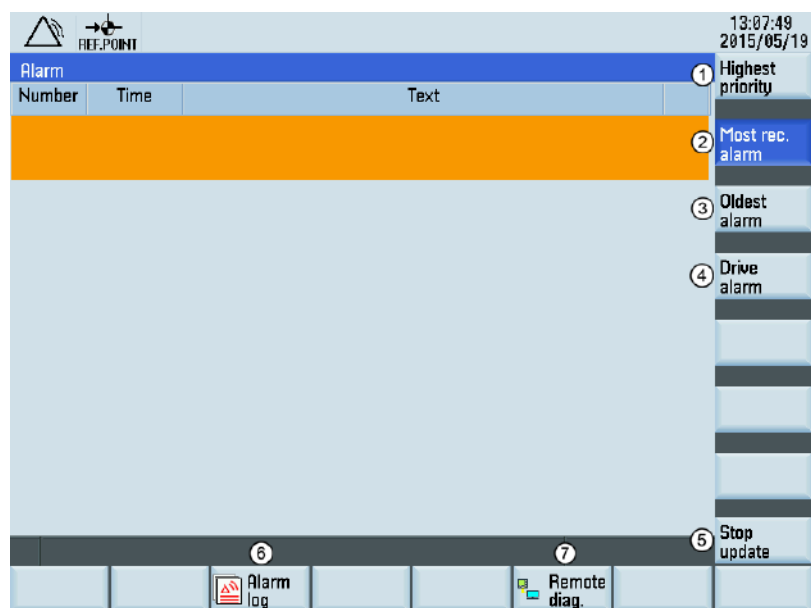 13:07:49
REF.POINT
2015/05/19
Alarm
1
Highest
priority
Number Time Text
2
Most rec.
alarm
3
Oldest
alarm
4
Drive
alarm
5
Stop
update
6
7
Alarm
log
Remote
diag.